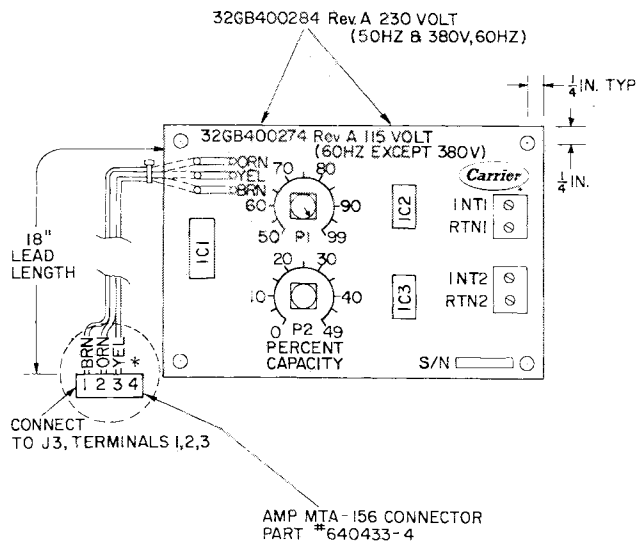 32GB400284 Rev. A 230 VOLT
(50HZ & 380V,60HZ)
1/4 IN. TYP
32GB400274 Rev A 115 VOLT
(60HZ EXCEPT 380V)
1/4 IN.
ORN
YEL
BRN
70
80
60
90
50
P1
99
Carrier
IC1
IC2
INT1
RTN1
18"
LEAD
LENGTH
20
30
10
40
0
P2
49
PERCENT
CAPACITY
IC3
INT2
RTN2
S/N
BRN
ORN
YEL
*
1 2 3 4
CONNECT
TO J3, TERMINALS 1,2,3
AMP MTA-156 CONNECTOR
PART #640433-4